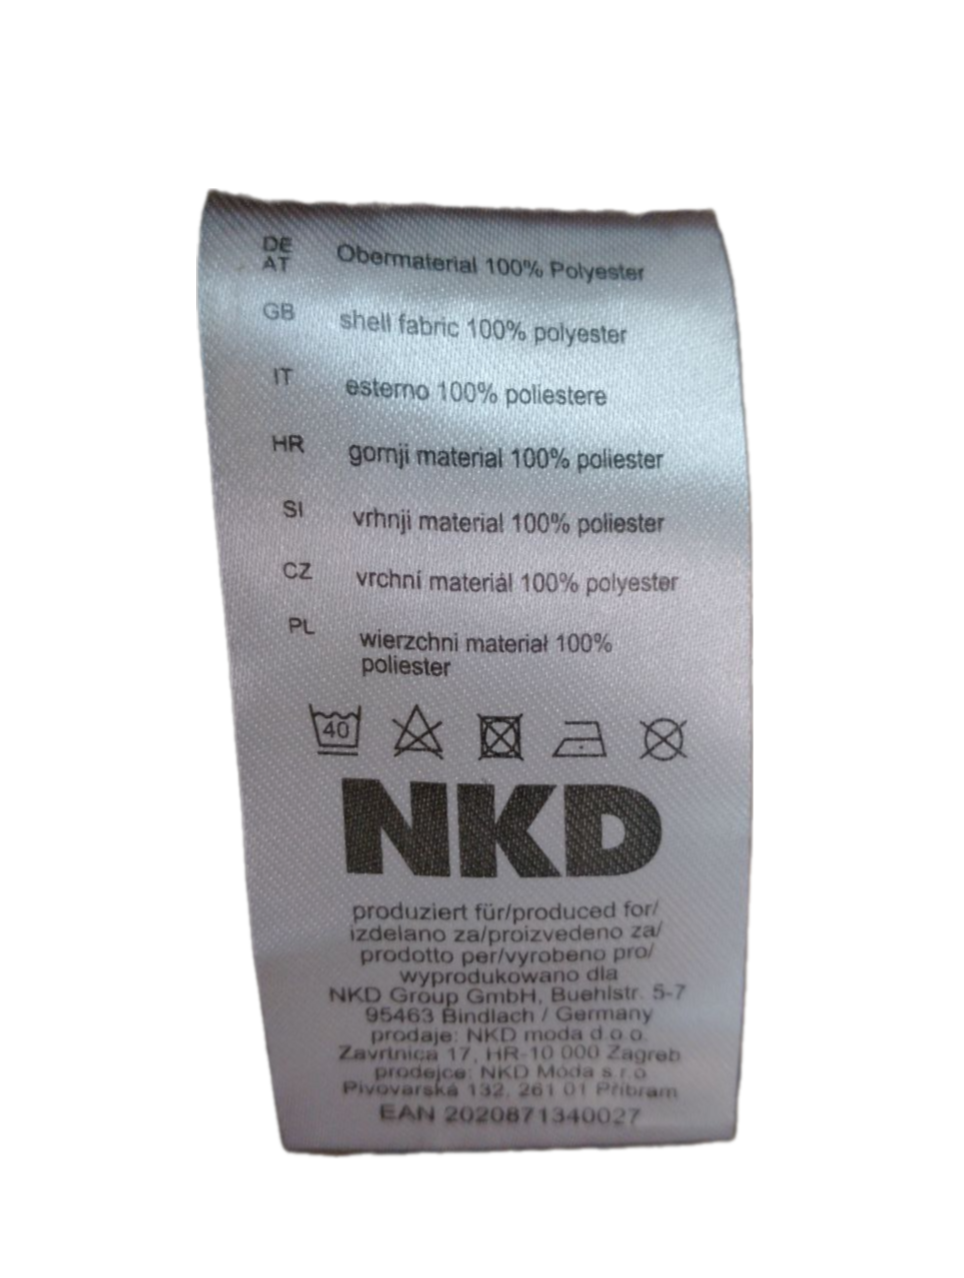 DE
AT
Obermaterial 100% Polyester
GB shell fabric 100% polyester
IT esterno 100% poliestere
HR gornji material 100% poliester
SI vrhnji material 100% poliester
CZ vrchní materiál 100% polyester
PL wierzchni materiał 100%
poliester
40
NKD
produziert für/produced for/
izdelano za/proizvedeno za/
prodotto per/vyrobeno pro/
wyprodukowano dla
NKD Group GmbH, Buehlstr. 5-7
95463 Bindlach / Germany
prodaje: NKD moda d.o.o.
Zavrtnica 17, HR-10 000 Zagreb
prodejce: NKD Móda s.r.o.
Pivovarská 132, 261 01 Příbram
EAN 2020871340027